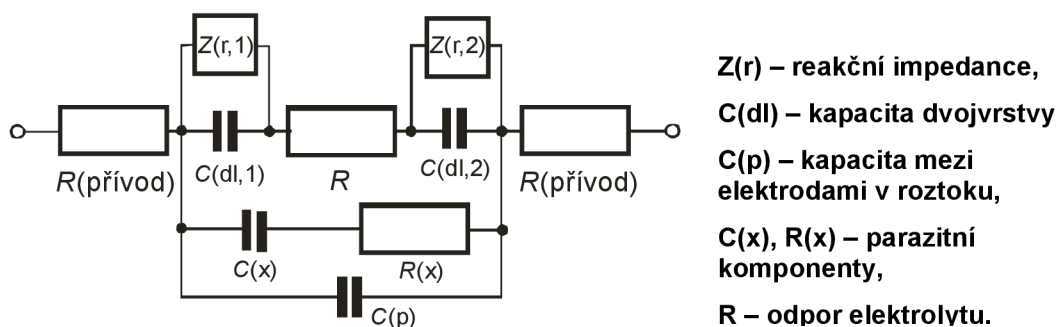 Z(r,1)
Z(r,2)
R(přívod)
C(dl,1)
R
C(dl,2)
R(přívod)
C(x)
R(x)
C(p)
Z(r) – reakční impedance,
C(dl) – kapacita dvojvrstvy
C(p) – kapacita mezi
elektrodami v roztoku,
C(x), R(x) – parazitní
komponenty,
R – odpor elektrolytu.